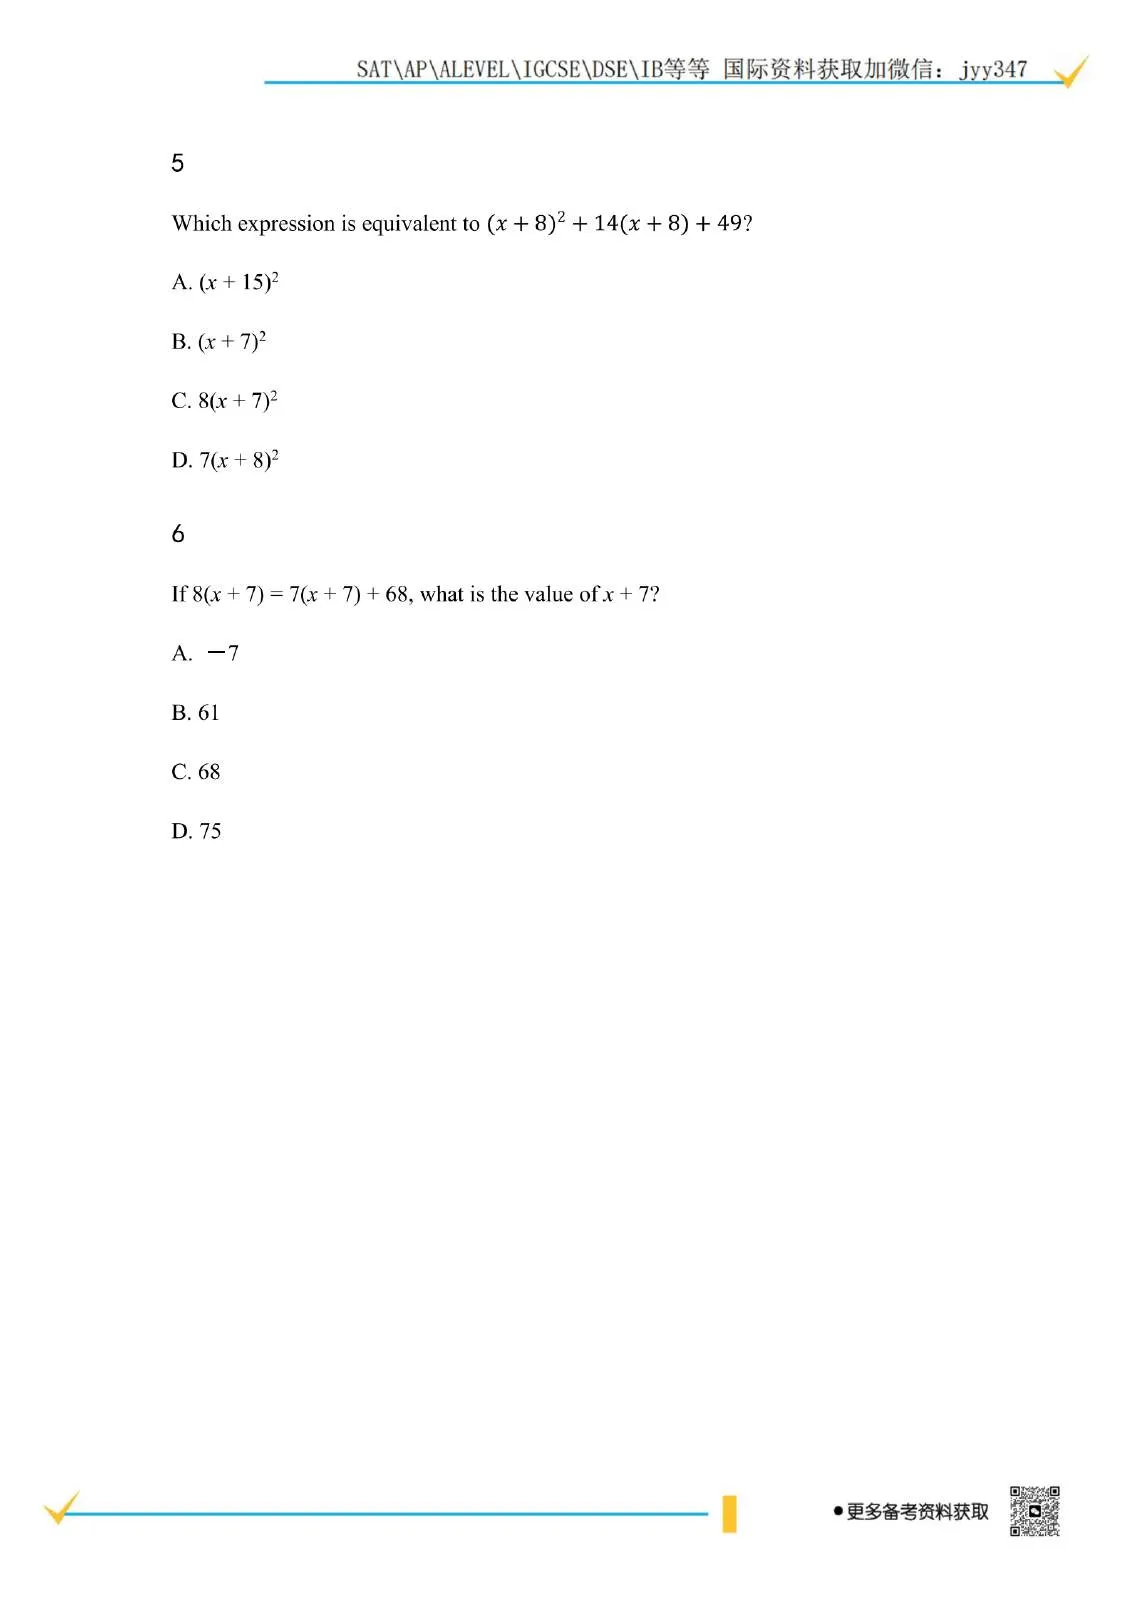 SAT\AP\ALEVEL\IGCSE\DSE\IB等等 国际资料获取加微信：jyy347
5
Which expression is equivalent to (x + 8)² + 14(x + 8) + 49?
A. (x + 15)²
B. (x + 7)²
C. 8(x + 7)²
D. 7(x + 8)²
6
If 8(x + 7) = 7(x + 7) + 68, what is the value of x + 7?
A. －7
B. 61
C. 68
D. 75
●更多备考资料获取